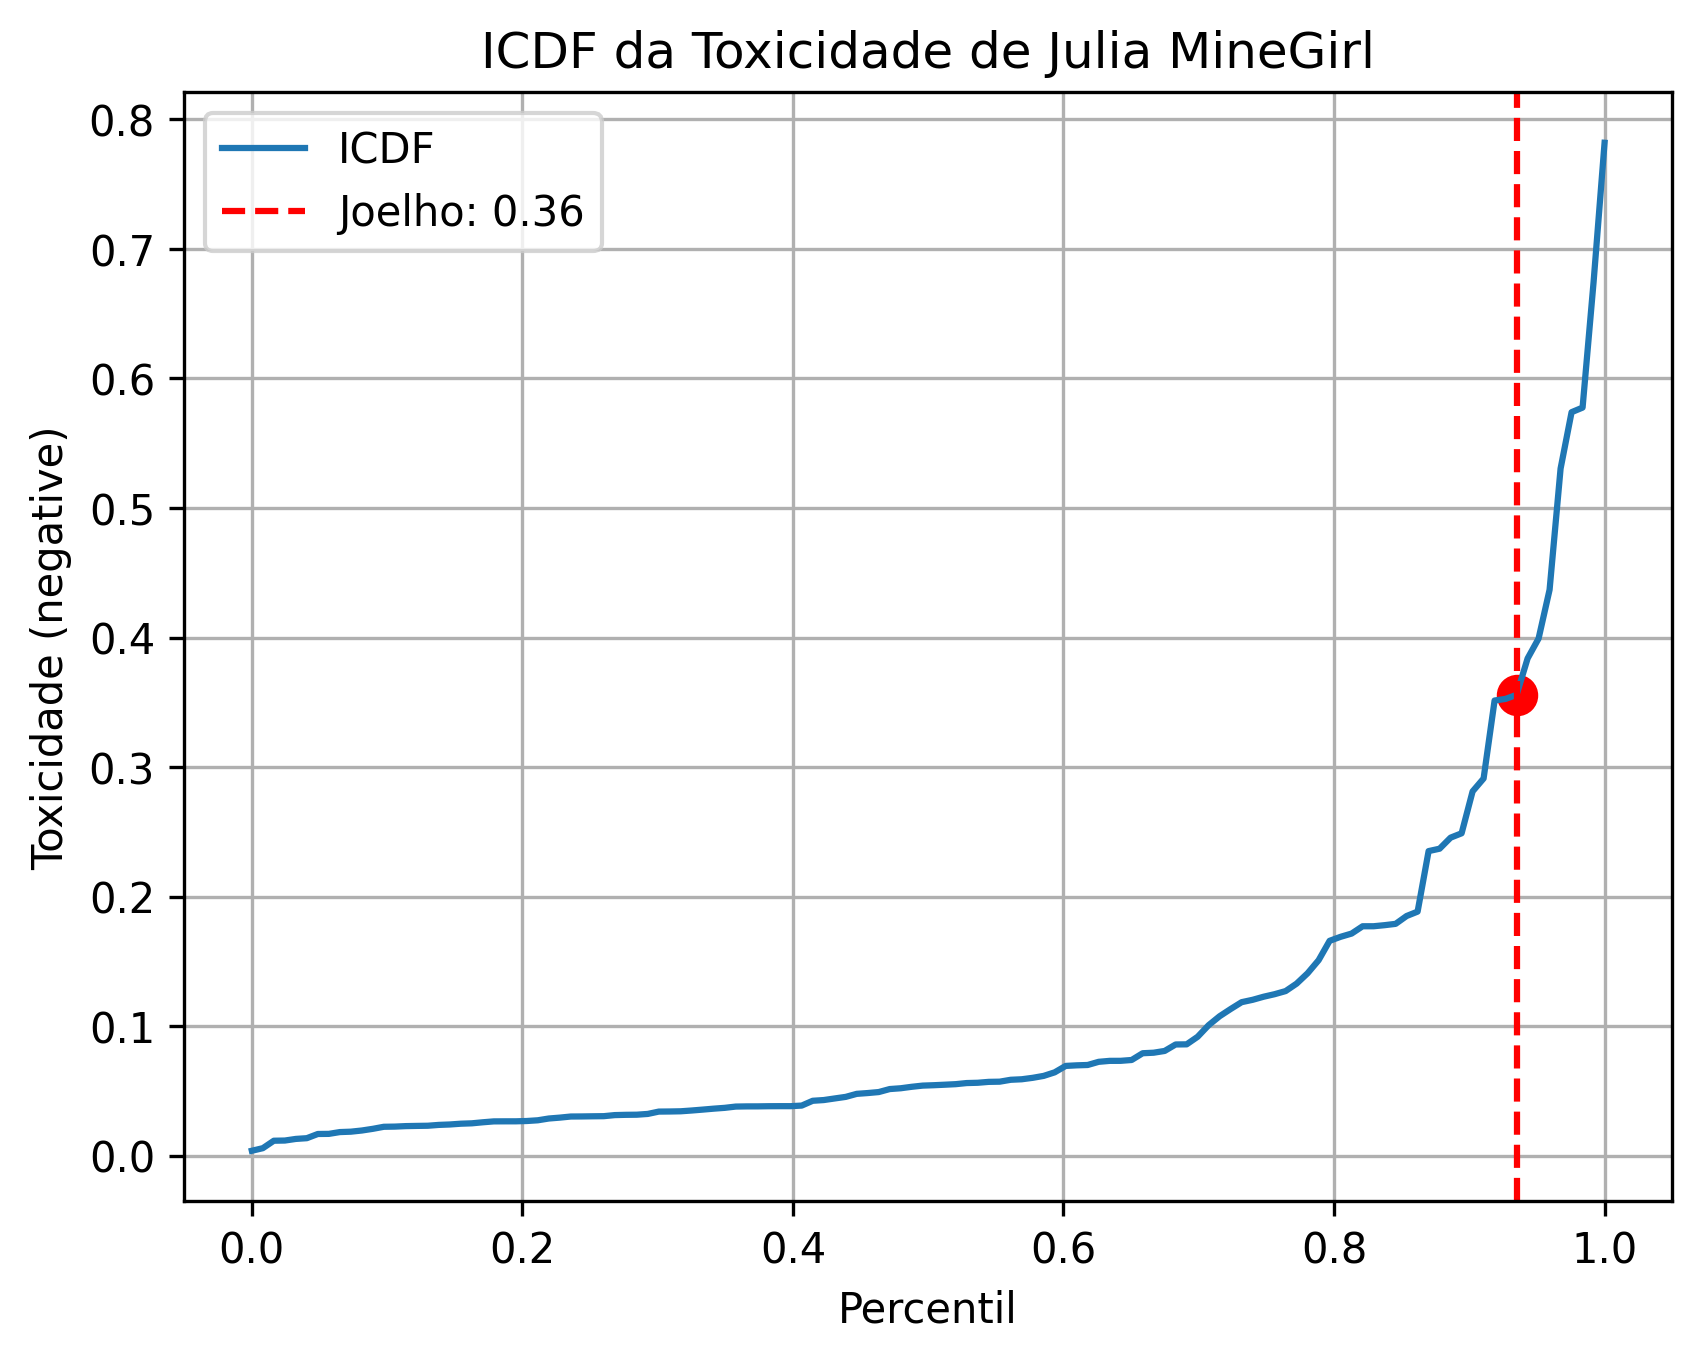 ICDF da Toxicidade de Julia MineGirl
ICDF
Joelho: 0.36
Toxicidade (negative)
0.8
0.7
0.6
0.5
0.4
0.3
0.2
0.1
0.0
0.0 0.2 0.4 0.6 0.8 1.0
Percentil